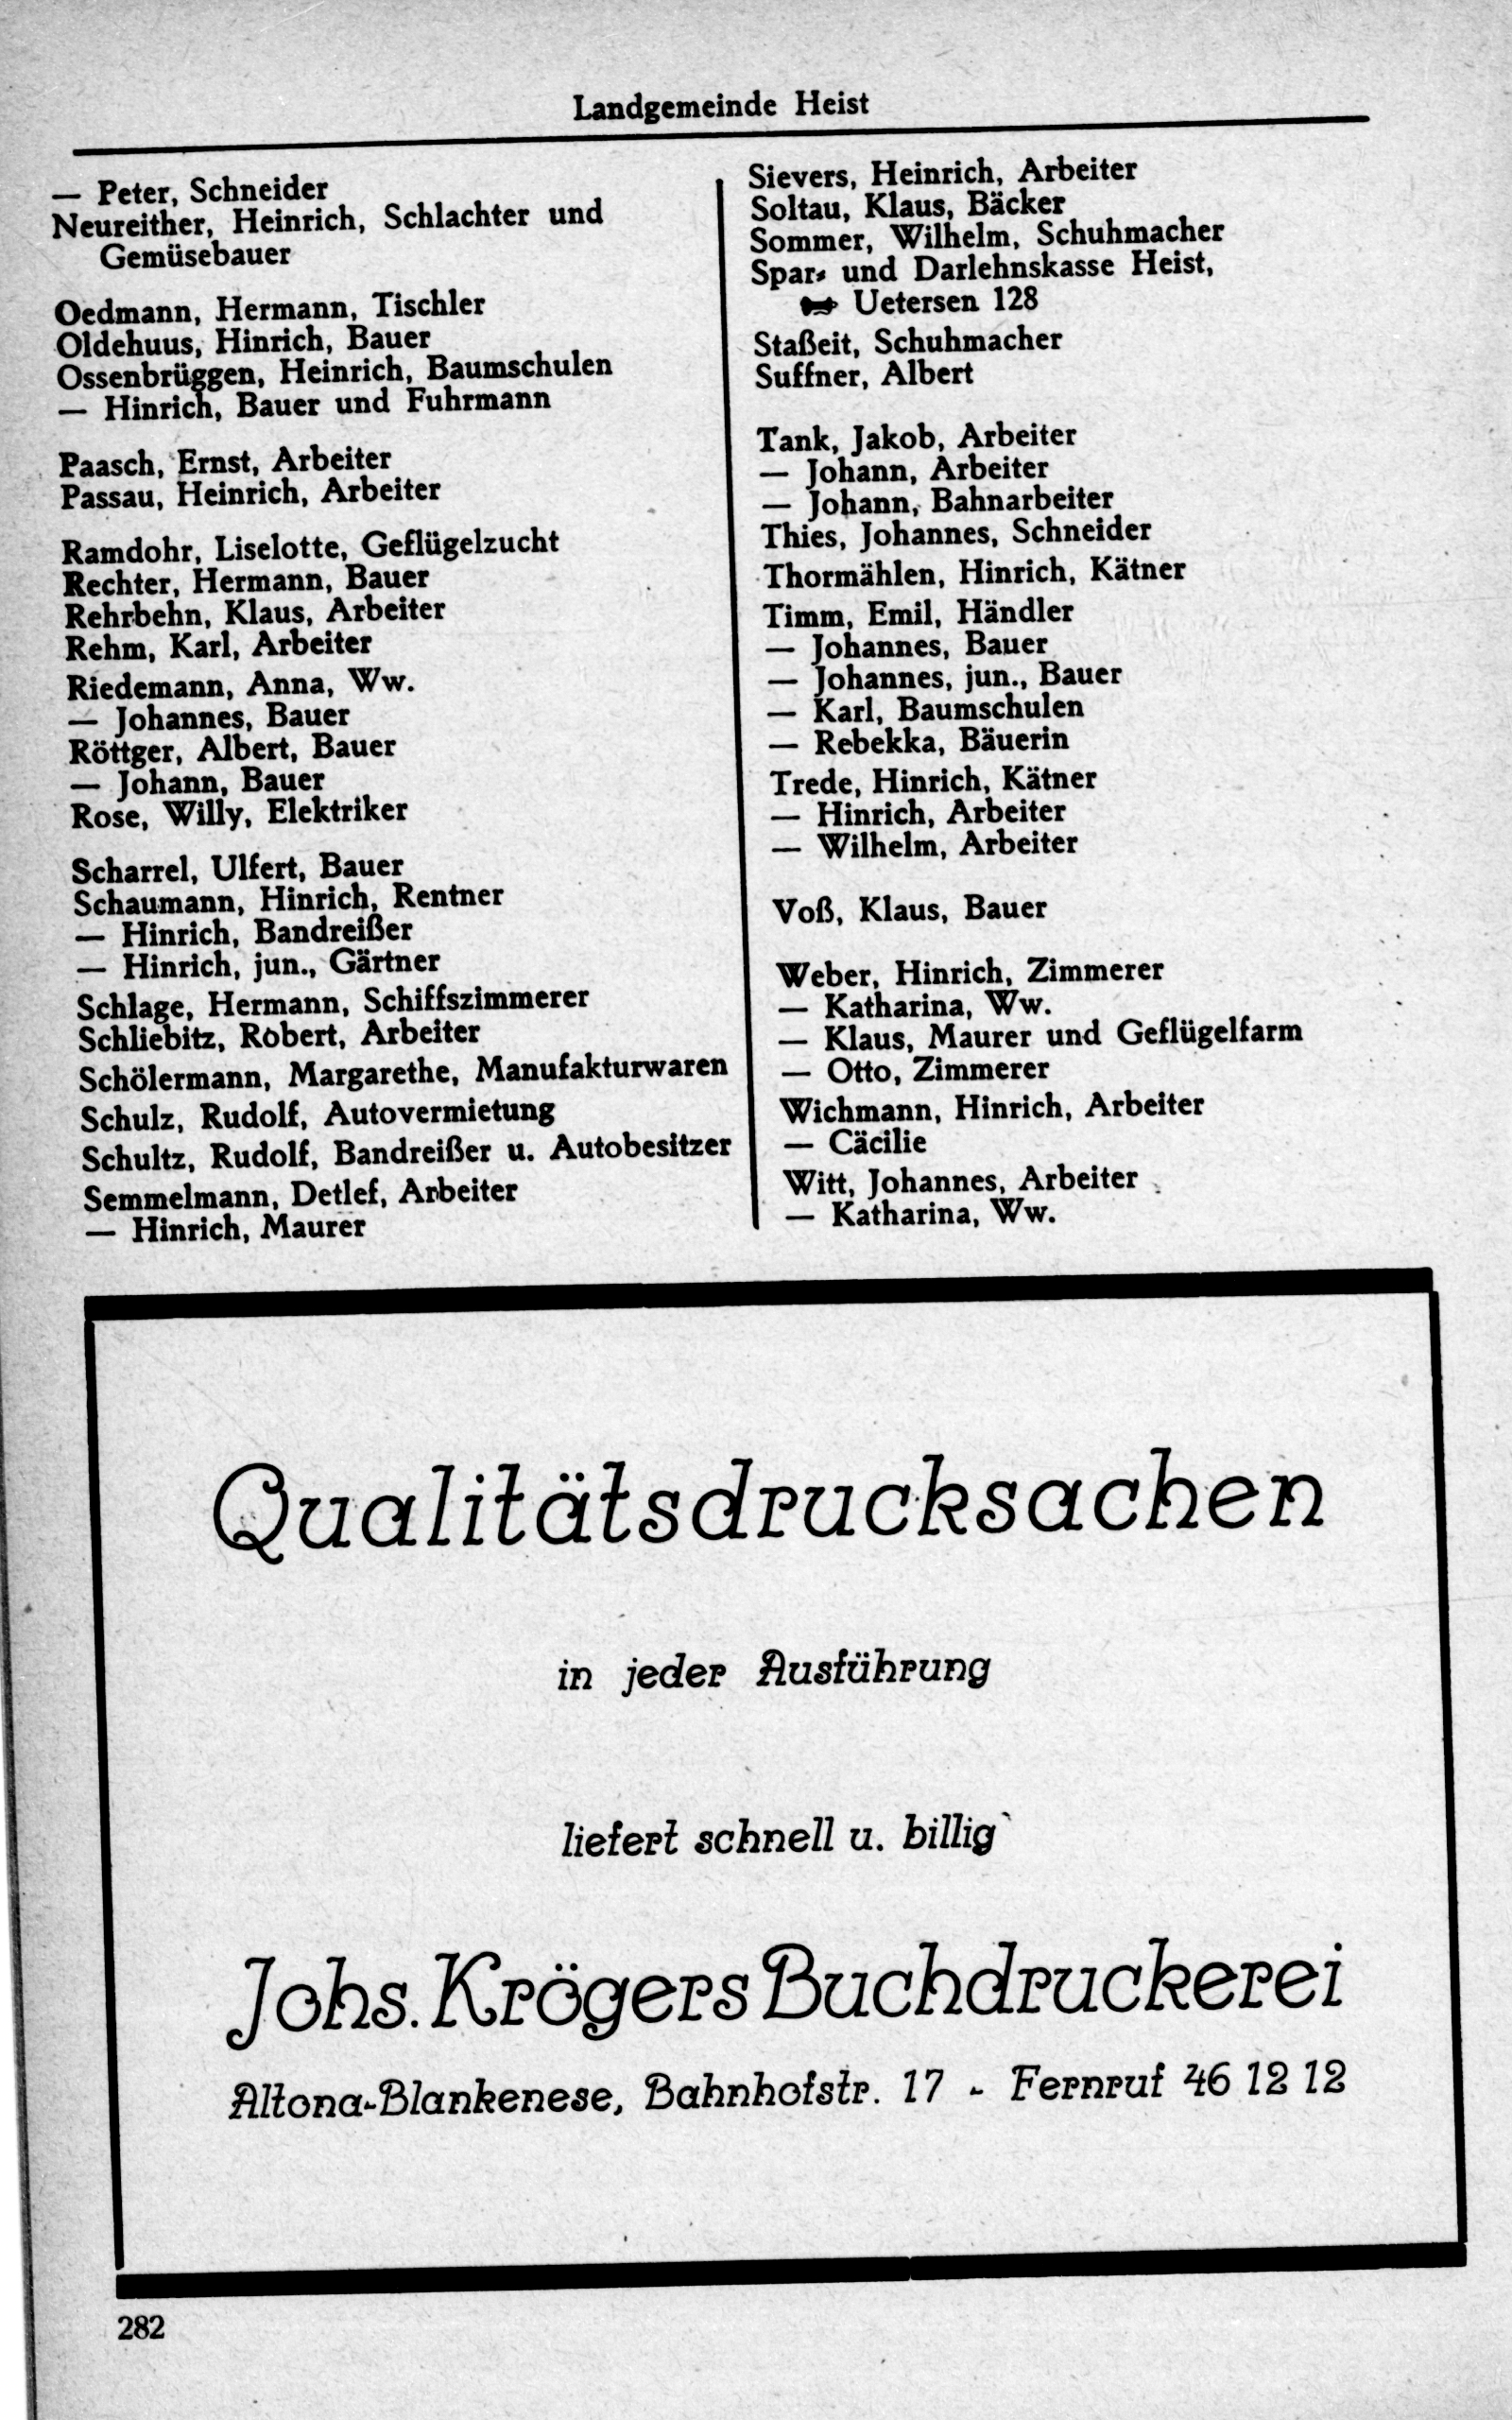 Landgemeinde Heist
— Peter, Schneider
Neureither, Heinrich, Schlachter und
Gemüsebauer
Oedmann, Hermann, Tischler
Oldehuus, Hinrich, Bauer
Ossenbrüggen, Heinrich, Baumschulen
— Hinrich, Bauer und Fuhrmann
Paasch, Ernst, Arbeiter
Passau, Heinrich, Arbeiter
Ramdohr, Liselotte, Geflügelzucht
Rechter, Hermann, Bauer
Rehrbehn, Klaus, Arbeiter
Rehm, Karl, Arbeiter
Riedemann, Anna, Ww.
— Johannes, Bauer
Röttger, Albert, Bauer
— Johann, Bauer
Rose, Willy, Elektriker
Scharrel, Ulfert, Bauer
Schaumann, Hinrich, Rentner
— Hinrich, Bandreißer
— Hinrich, jun., Gärtner
Schlage, Hermann, Schiffszimmerer
Schliebitz, Robert, Arbeiter
Schölermann, Margarethe, Manufakturwaren
Schulz, Rudolf, Autovermietung
Schultz, Rudolf, Bandreißer u. Autobesitzer
Semmelmann, Detlef, Arbeiter
— Hinrich, Maurer
Sievers, Heinrich, Arbeiter
Soltau, Klaus, Bäcker
Sommer, Wilhelm, Schuhmacher
Spar- und Darlehnskasse Heist,
Uetersen 128
Staßeit, Schuhmacher
Suffner, Albert
Tank, Jakob, Arbeiter
— Johann, Arbeiter
— Johann, Bahnarbeiter
Thies, Johannes, Schneider
Thormählen, Hinrich, Kätner
Timm, Emil, Händler
— Johannes, Bauer
— Johannes, jun., Bauer
— Karl, Baumschulen
— Rebekka, Bäuerin
Trede, Hinrich, Kätner
— Hinrich, Arbeiter
— Wilhelm, Arbeiter
Voß, Klaus, Bauer
Weber, Hinrich, Zimmerer
— Katharina, Ww.
— Klaus, Maurer und Geflügelfarm
— Otto, Zimmerer
Wichmann, Hinrich, Arbeiter
— Cäcilie
Witt, Johannes, Arbeiter
— Katharina, Ww.
Qualitätsdrucksachen
in jeder Ausführung
liefert schnell u. billig
Johs. Krögers Buchdruckerei
Altona-Blankenese, Bahnhofstr. 17 - Fernruf 46 12 12
282